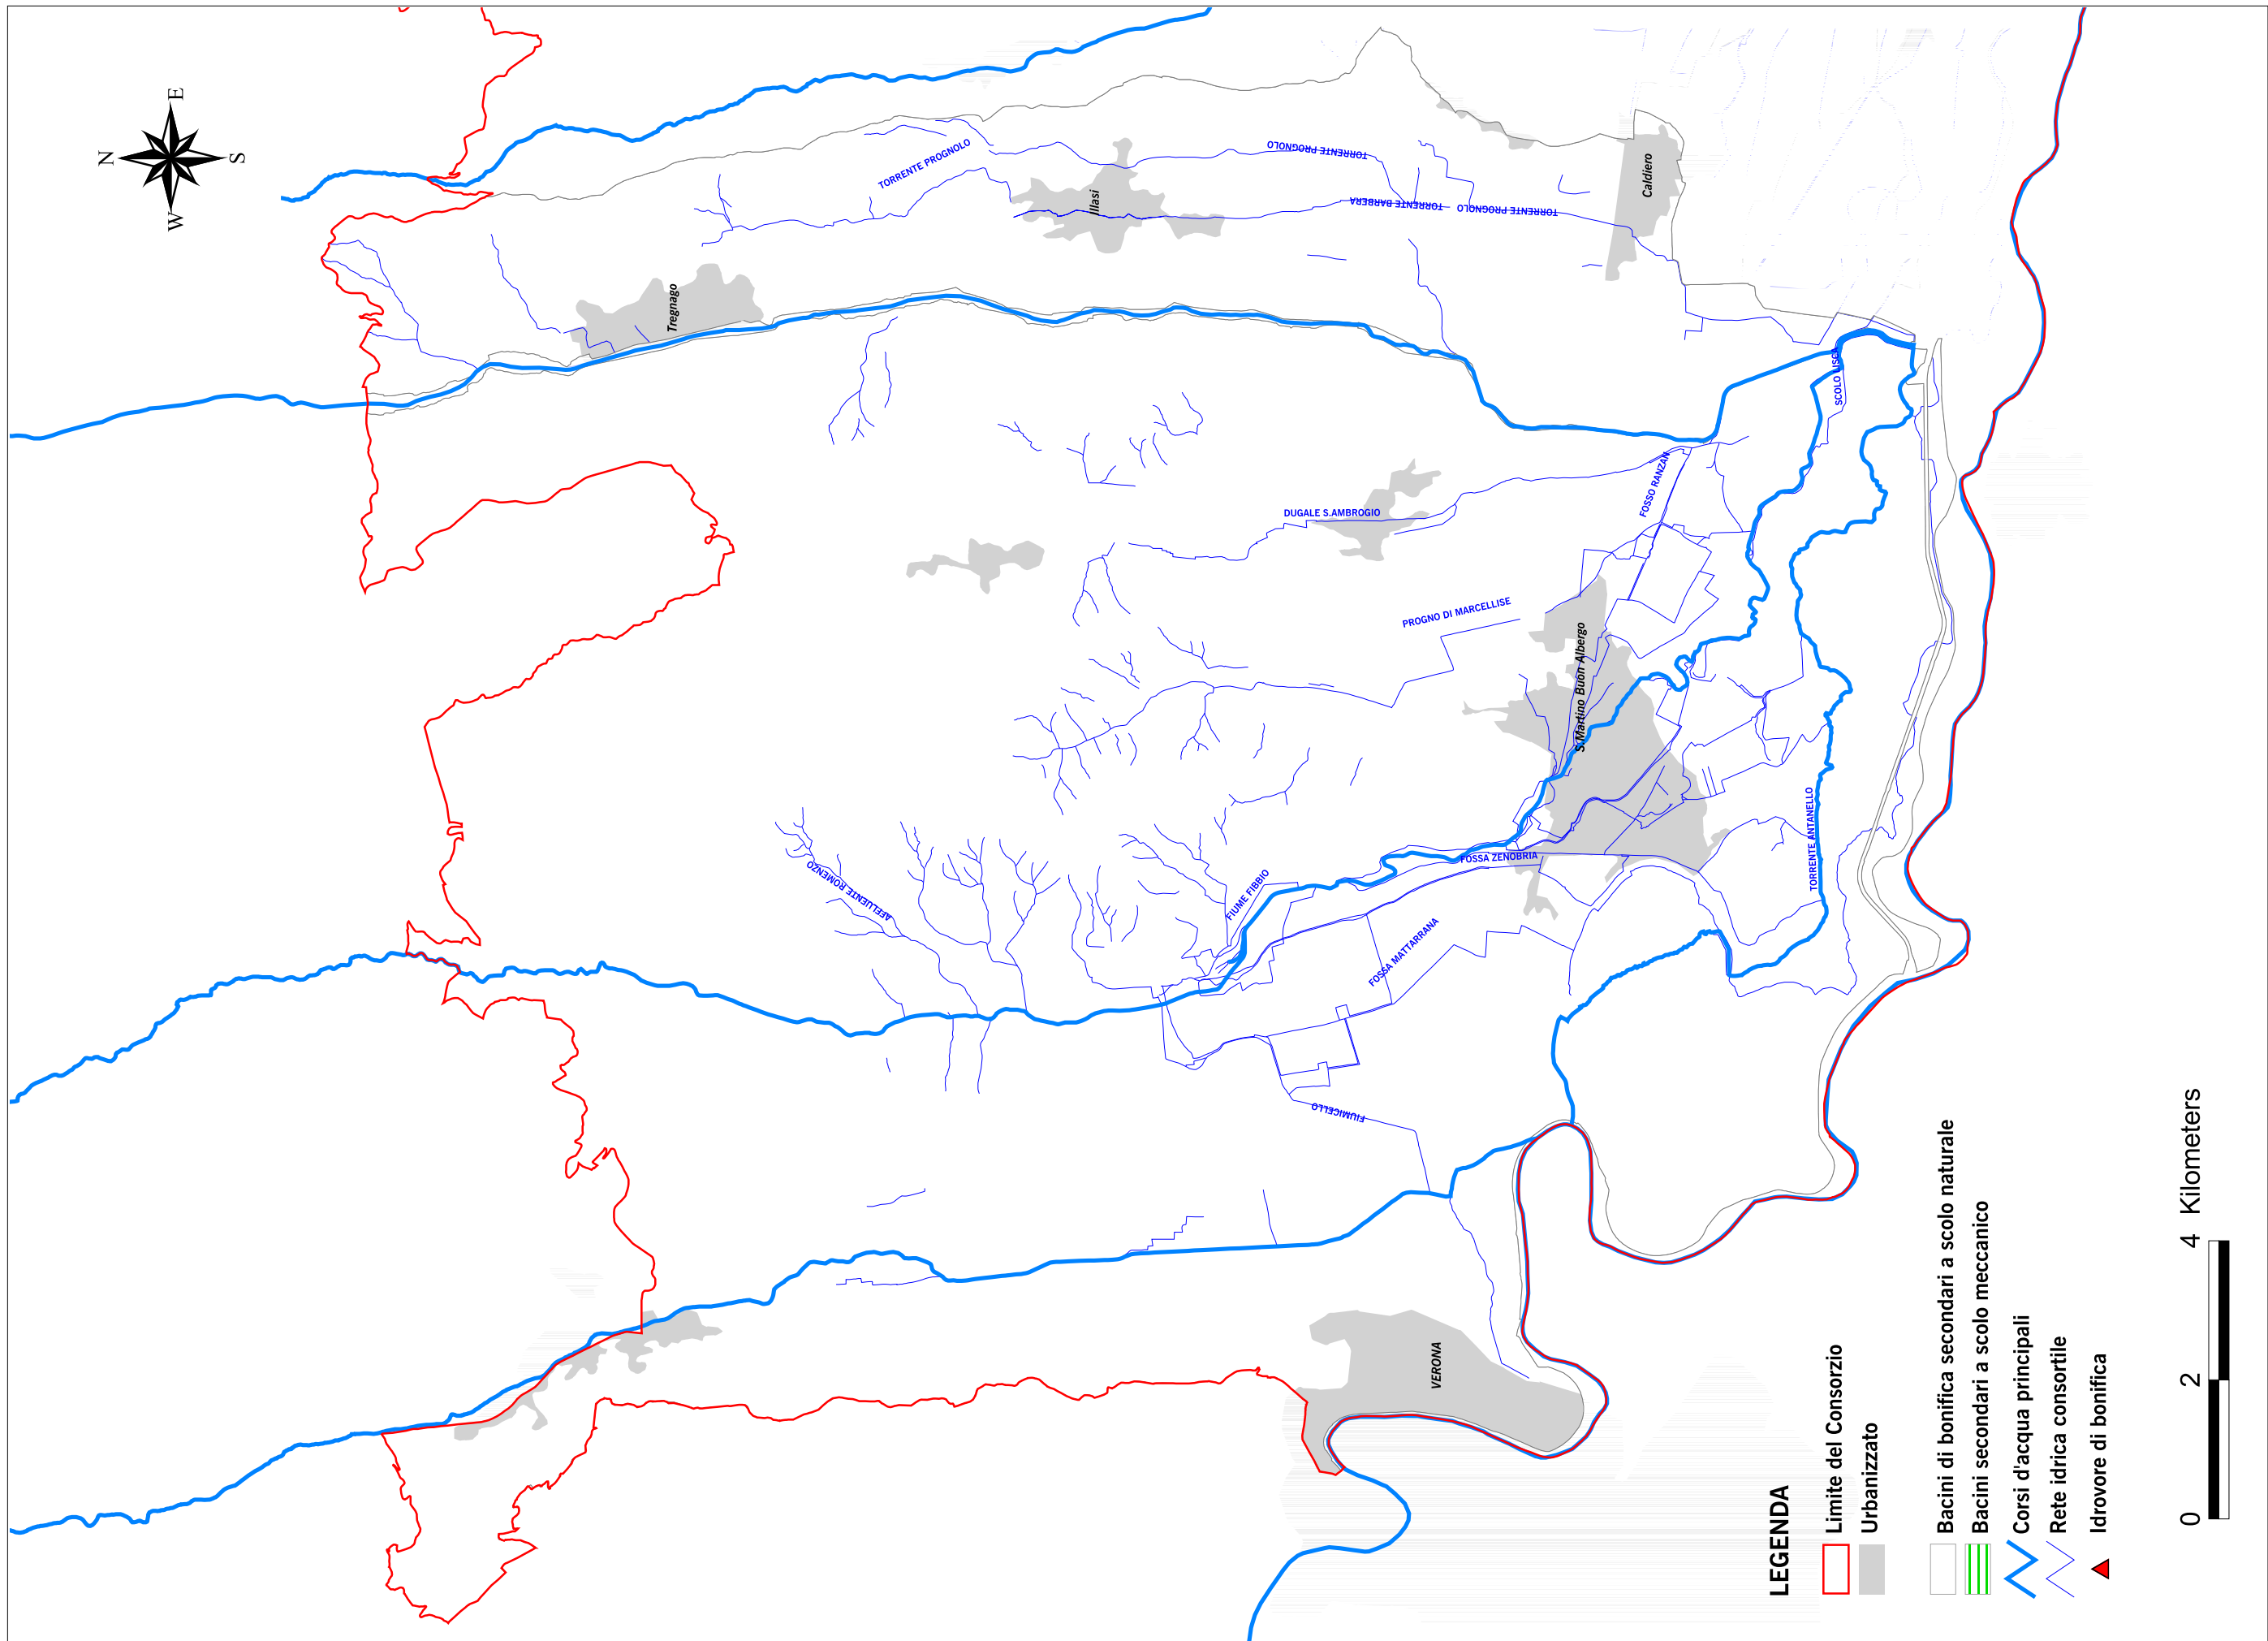 N
E
W
S
TORRENTE PROGNOLO
TORRENTE PROGNOLO
Illasi
TORRENTE BARBERA
TORRENTE PROGNOLO
Caldiero
Tregnago
SCOLO LISCA
FOSSO RANZAN
DUGALE S.AMBROGIO
PROGNO DI MARCELLISE
S.Martino Buon Albergo
TORRENTE ANTANELLO
FOSSA ZENOBRIA
AFFLUENTE ROMENZO
FIUME FIBBIO
FOSSA MATTARRANA
FIUMICELLO
VERONA
LEGENDA
Limite del Consorzio
Urbanizzato
Bacini di bonifica secondari a scolo naturale
Bacini secondari a scolo meccanico
Corsi d'acqua principali
Rete idrica consortile
Idrovore di bonifica
0 2 4 Kilometers